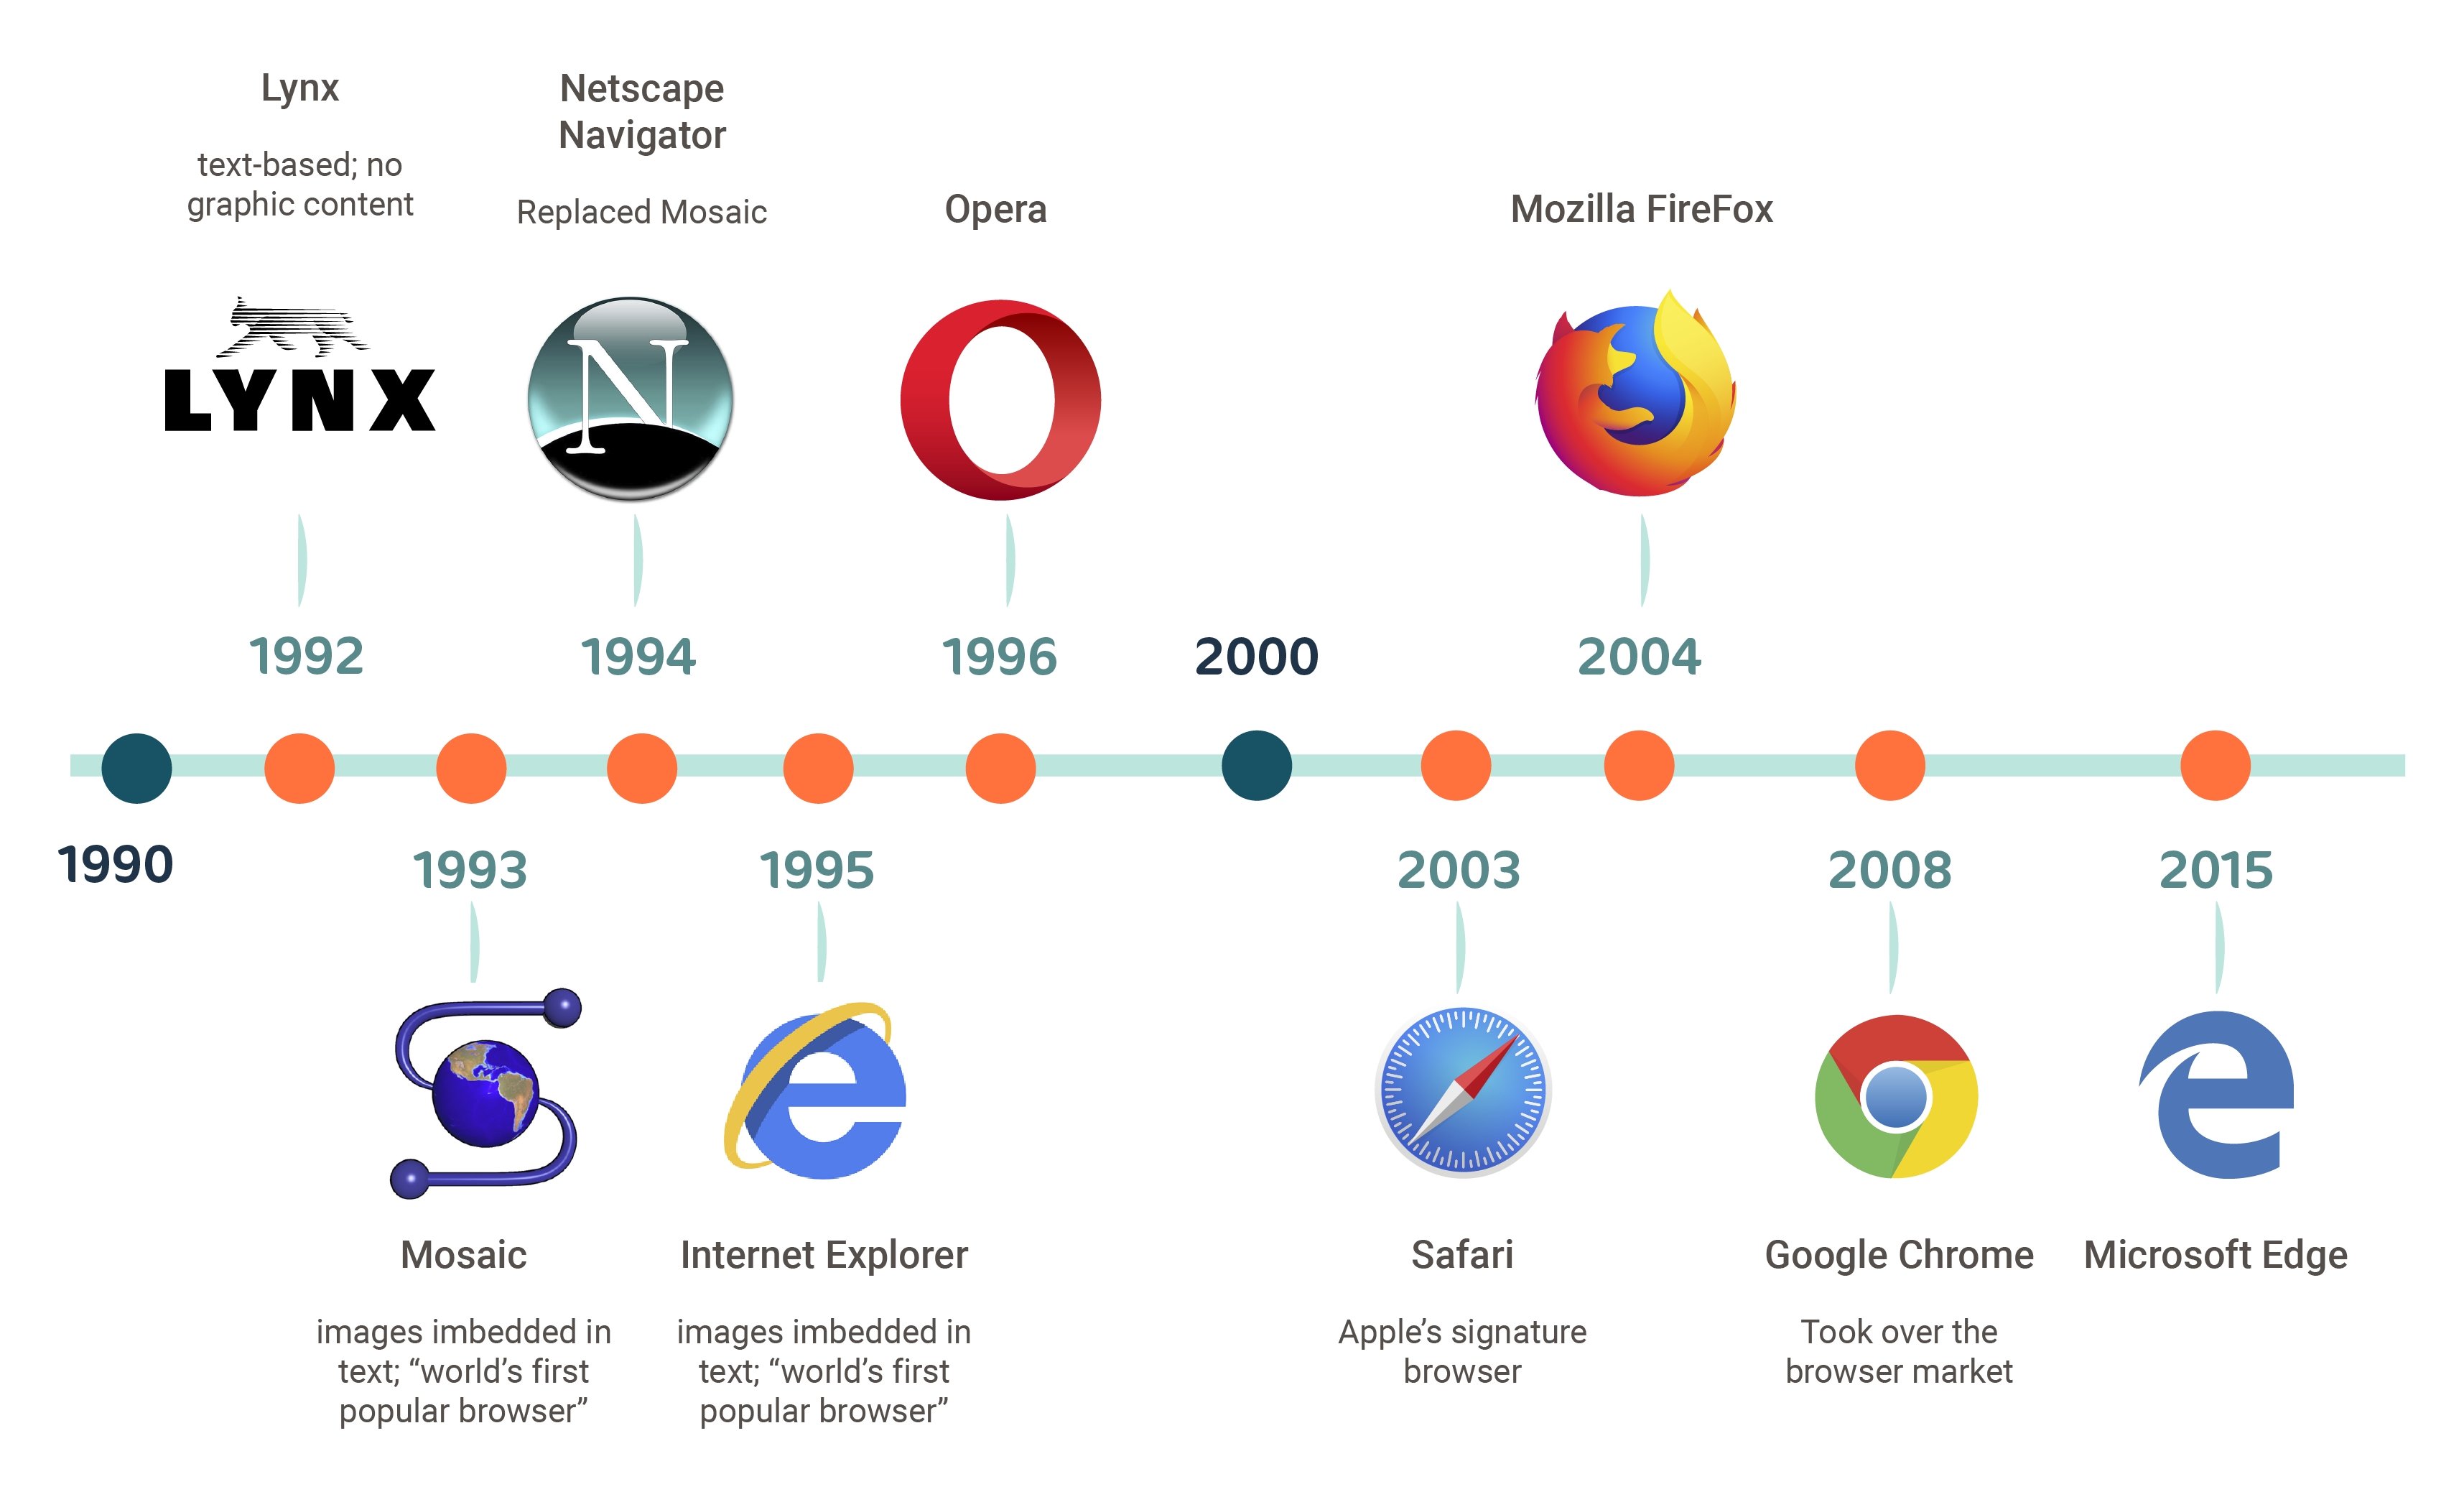 Lynx
text-based; no
graphic content
LYNX
1992
Netscape
Navigator
Replaced Mosaic
N
1994
Opera
1996
2000
Mozilla FireFox
2004
1990
1993
Mosaic
images imbedded in
text; “world’s first
popular browser”
1995
Internet Explorer
images imbedded in
text; “world’s first
popular browser”
2003
Safari
Apple’s signature
browser
2008
Google Chrome
Took over the
browser market
2015
Microsoft Edge